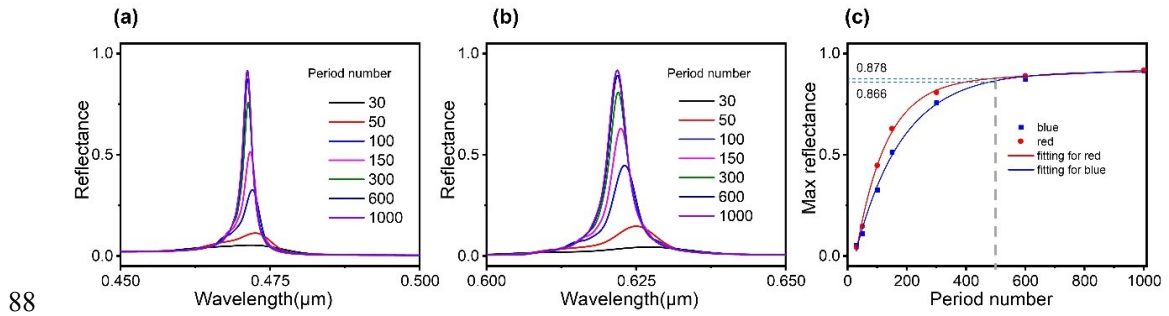 (a)
1.0
0.5
0.0
Reflectance
0.450
0.475
0.500
Wavelength(μm)
Period number
30
50
100
150
300
600
1000
(b)
1.0
0.5
0.0
Reflectance
0.600
0.625
0.650
Wavelength(μm)
Period number
30
50
100
150
300
600
1000
(c)
1.0
0.5
0.0
Max reflectance
0.878
0.866
blue
red
fitting for red
fitting for blue
0
200
400
600
800
1000
Period number
88